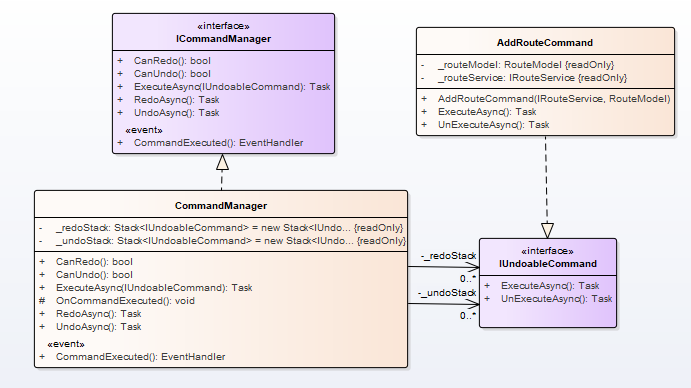 «interface»
ICommandManager
+ CanRedo(): bool
+ CanUndo(): bool
+ ExecuteAsync(IUndoableCommand): Task
+ RedoAsync(): Task
+ UndoAsync(): Task
«event»
+ CommandExecuted(): EventHandler
AddRouteCommand
- _routeModel: RouteModel {readOnly}
- _routeService: IRouteService {readOnly}
+ AddRouteCommand(IRouteService, RouteModel)
+ ExecuteAsync(): Task
+ UnExecuteAsync(): Task
CommandManager
- _redoStack: Stack<IUndoableCommand> = new Stack<IUndo... {readOnly}
- _undoStack: Stack<IUndoableCommand> = new Stack<IUndo... {readOnly}
+ CanRedo(): bool
+ CanUndo(): bool
+ ExecuteAsync(IUndoableCommand): Task
# OnCommandExecuted(): void
+ RedoAsync(): Task
+ UndoAsync(): Task
«event»
+ CommandExecuted(): EventHandler
-_redoStack
0..*
-_undoStack
0..*
«interface»
IUndoableCommand
+ ExecuteAsync(): Task
+ UnExecuteAsync(): Task